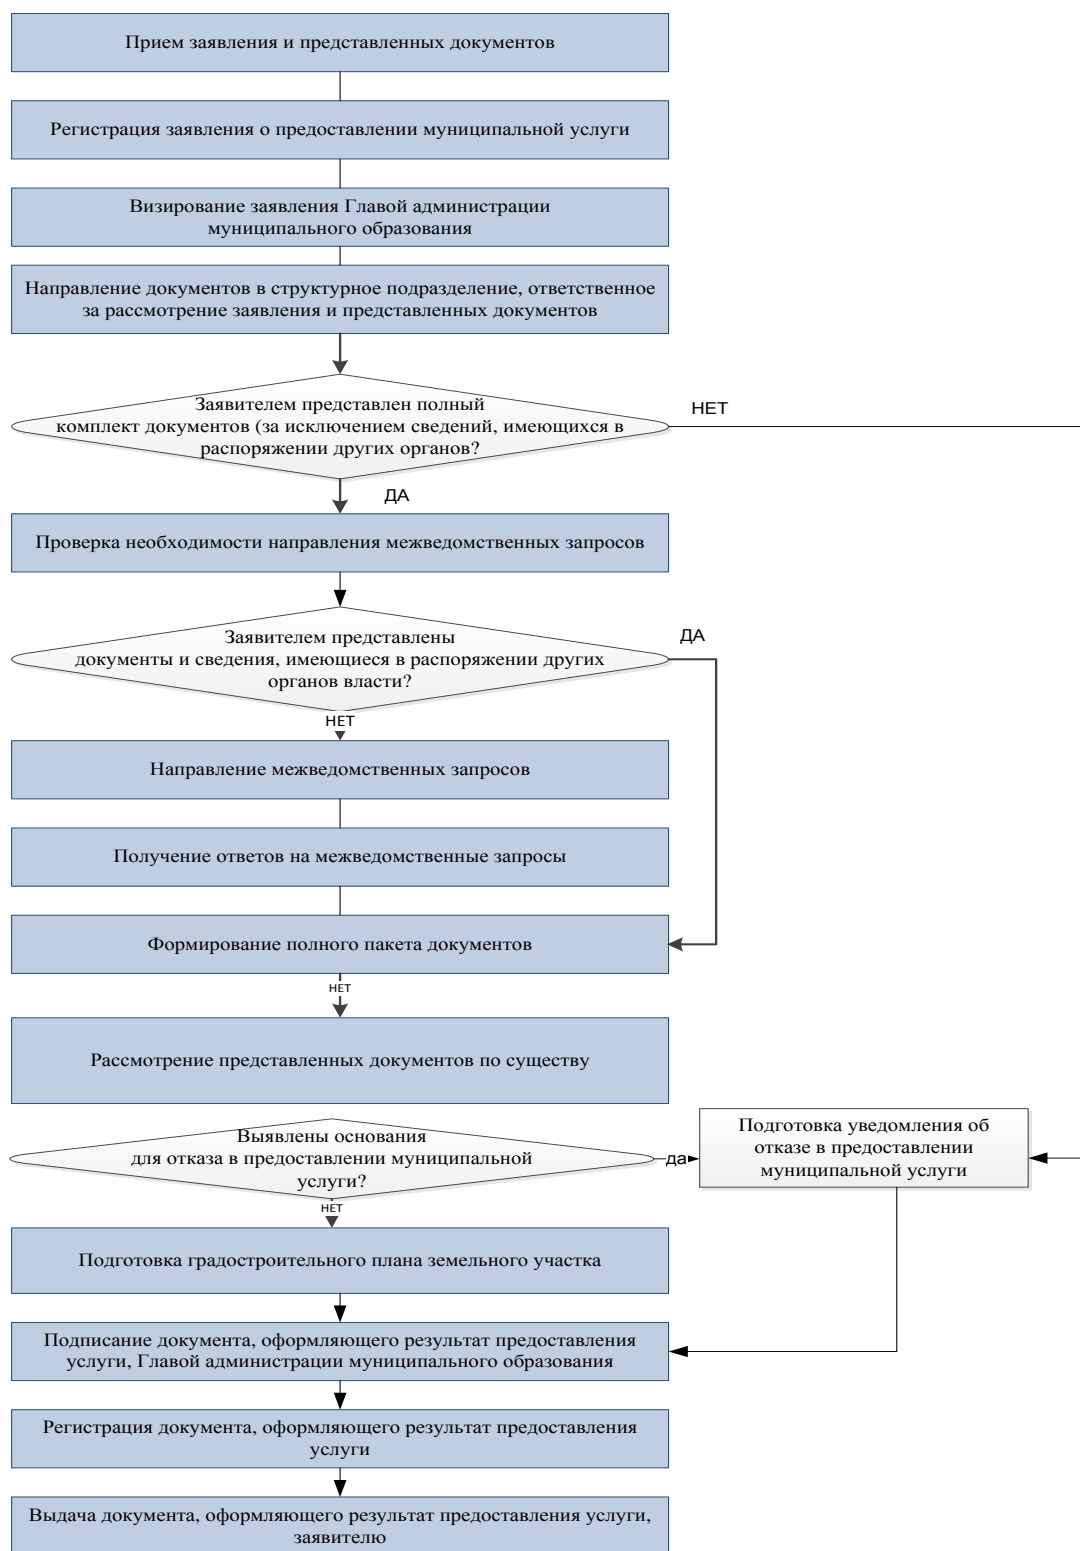 Прием заявления и представленных документов
Регистрация заявления о предоставлении муниципальной услуги
Визирование заявления Главой администрации
муниципального образования
Направление документов в структурное подразделение, ответственное
за рассмотрение заявления и представленных документов
Заявителем представлен полный
комплект документов (за исключением сведений, имеющихся в
распоряжении других органов?
НЕТ
ДА
Проверка необходимости направления межведомственных запросов
Заявителем представлены
документы и сведения, имеющиеся в распоряжении других
органов власти?
ДА
НЕТ
Направление межведомственных запросов
Получение ответов на межведомственные запросы
Формирование полного пакета документов
НЕТ
Рассмотрение представленных документов по существу
Выявлены основания
для отказа в предоставлении муниципальной
услуги?
да
Подготовка уведомления об
отказе в предоставлении
муниципальной услуги
НЕТ
Подготовка градостроительного плана земельного участка
Подписание документа, оформляющего результат предоставления
услуги, Главой администрации муниципального образования
Регистрация документа, оформляющего результат предоставления
услуги
Выдача документа, оформляющего результат предоставления услуги,
заявителю